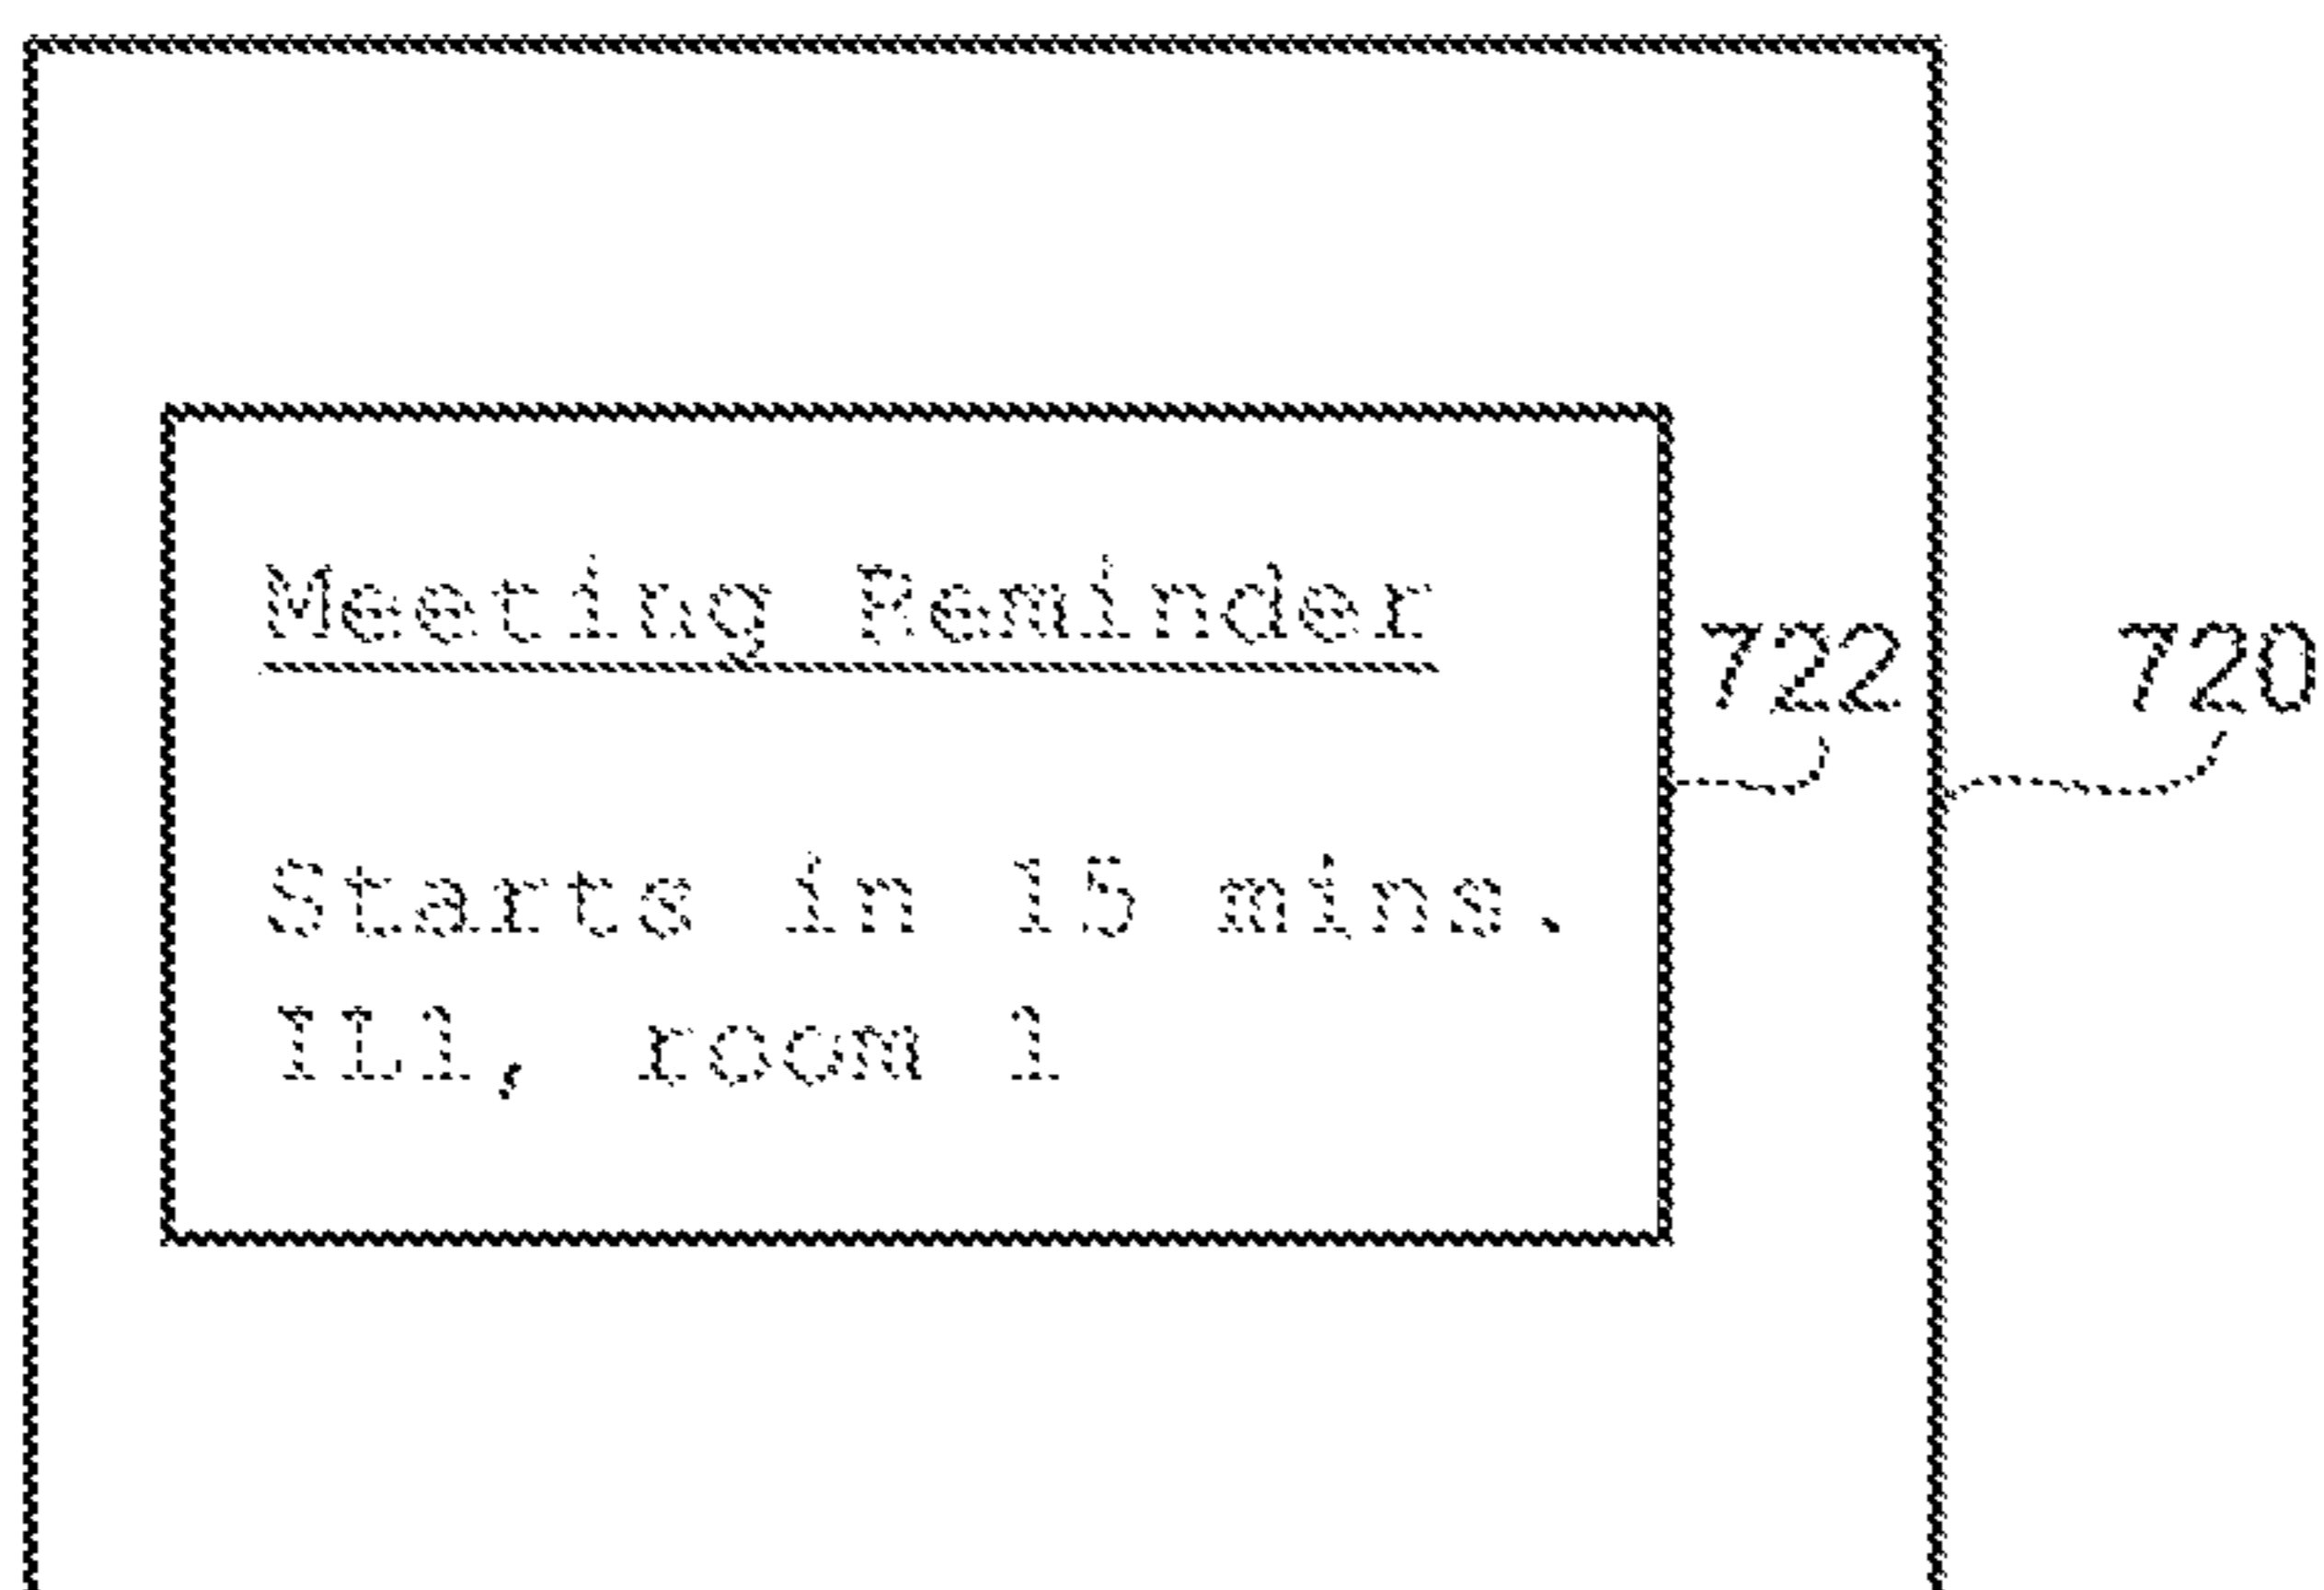 Meeting Reminder
722
720
Starts in 15 mins.
IL1, room 1